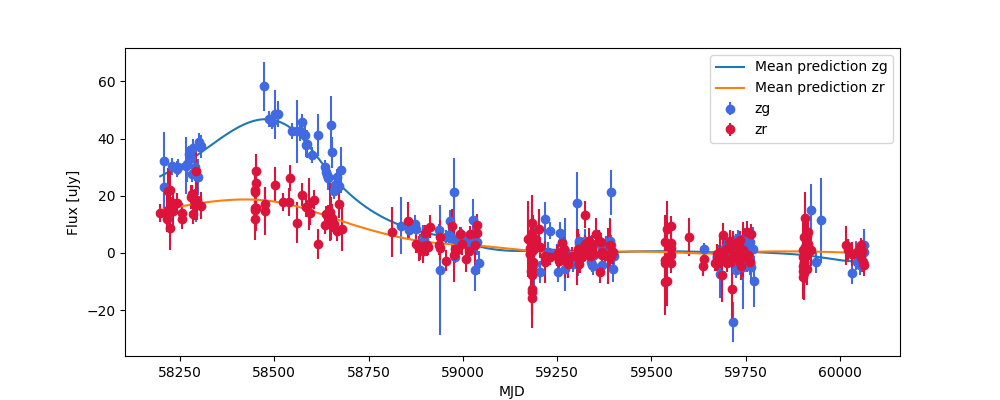 Mean prediction zg
Mean prediction zr
zg
zr
Flux [uJy]
60
40
20
0
−20
58250 58500 58750 59000 59250 59500 59750 60000
MJD